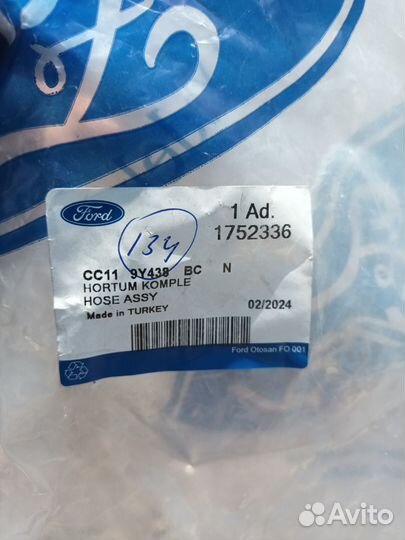 Ford
1 Ad.
134
1752336
CC11 9Y438 BC N
HORTUM KOMPLE
HOSE ASSY
Made in TURKEY
02/2024
Ford Otosan FO 001
Avito